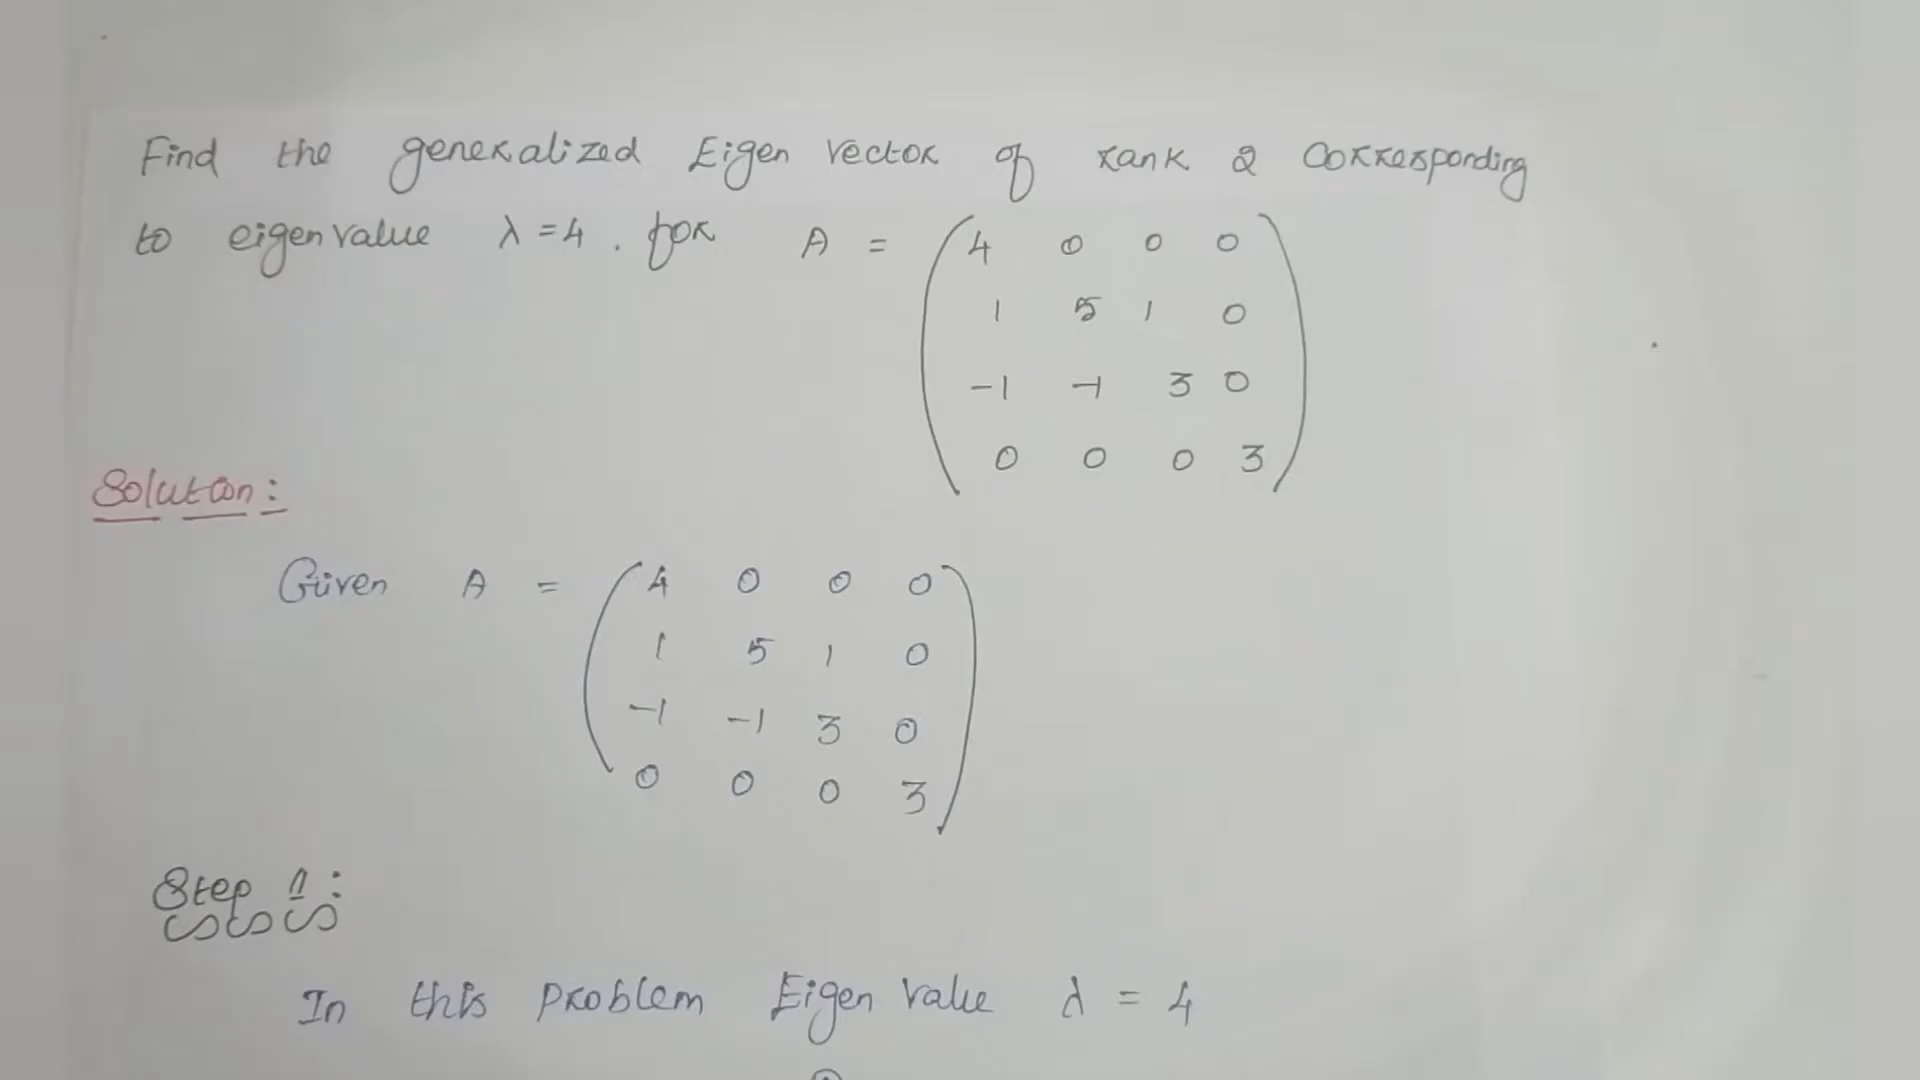 Find the generalized Eigen vector of rank 2 Corresponding
to eigen value λ = 4 . for A = ( 4 0 0 0
1 5 1 0
-1 -1 3 0
0 0 0 3 )
Solution:
Given A = ( 4 0 0 0
1 5 1 0
-1 -1 3 0
0 0 0 3 )
Step 1:
In this problem Eigen value λ = 4